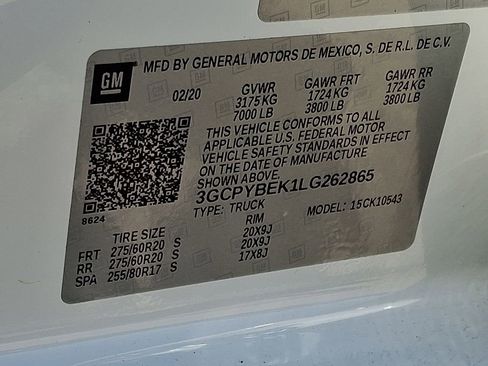 GM
MFD BY GENERAL MOTORS DE MEXICO, S. DE R.L. DE C.V.
02/20 GVWR GAWR FRT GAWR RR
3175 KG 1724 KG 1724 KG
7000 LB 3800 LB 3800 LB
THIS VEHICLE CONFORMS TO ALL
APPLICABLE U.S. FEDERAL MOTOR
VEHICLE SAFETY STANDARDS IN EFFECT
ON THE DATE OF MANUFACTURE
8624
3GCPYBEK1LG262865
TYPE: TRUCK MODEL: 15CK10543
TIRE SIZE RIM
FRT 275/60R20 S 20X9J
RR 275/60R20 S 20X9J
SPA 255/80R17 S 17X8J